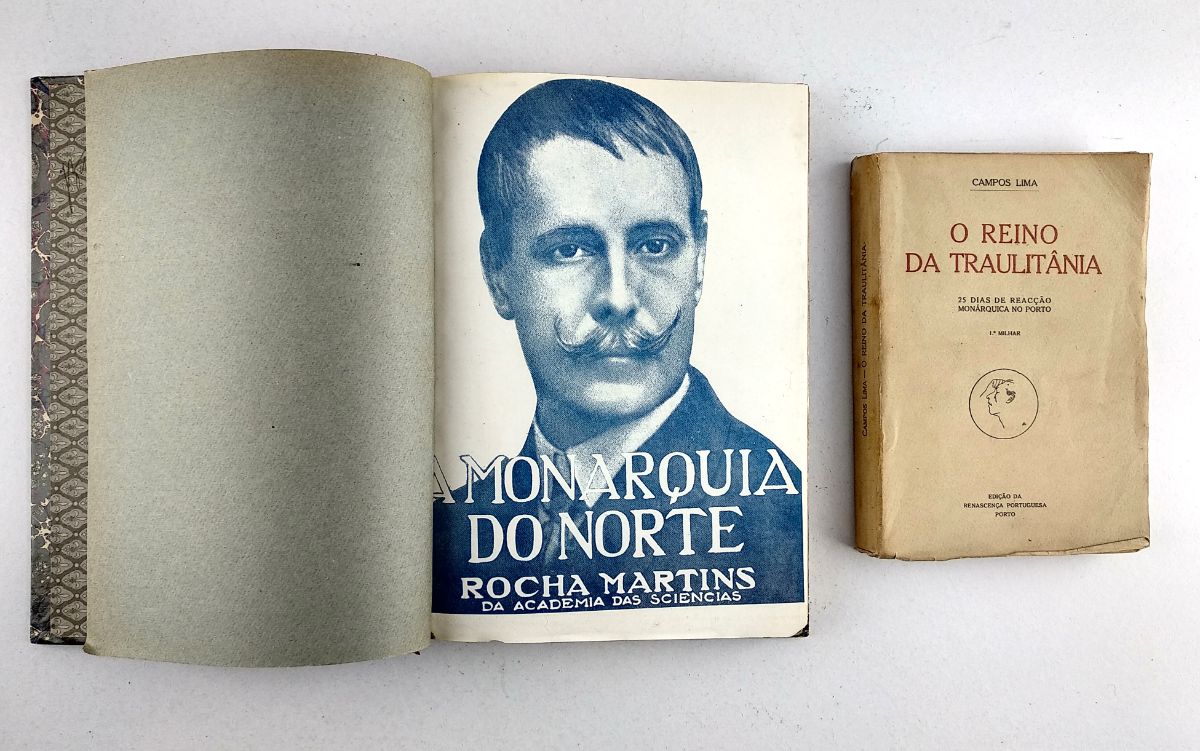 A MONARQUIA
DO NORTE
ROCHA MARTINS
DA ACADEMIA DAS SCIENCIAS
CAMPOS LIMA — O REINO DA TRAULITÂNIA
CAMPOS LIMA
O REINO
DA TRAULITÂNIA
25 DIAS DE REACÇÃO
MONÁRQUICA NO PORTO
1.º MILHAR
EDIÇÃO DA
RENASCENÇA PORTUGUESA
PORTO